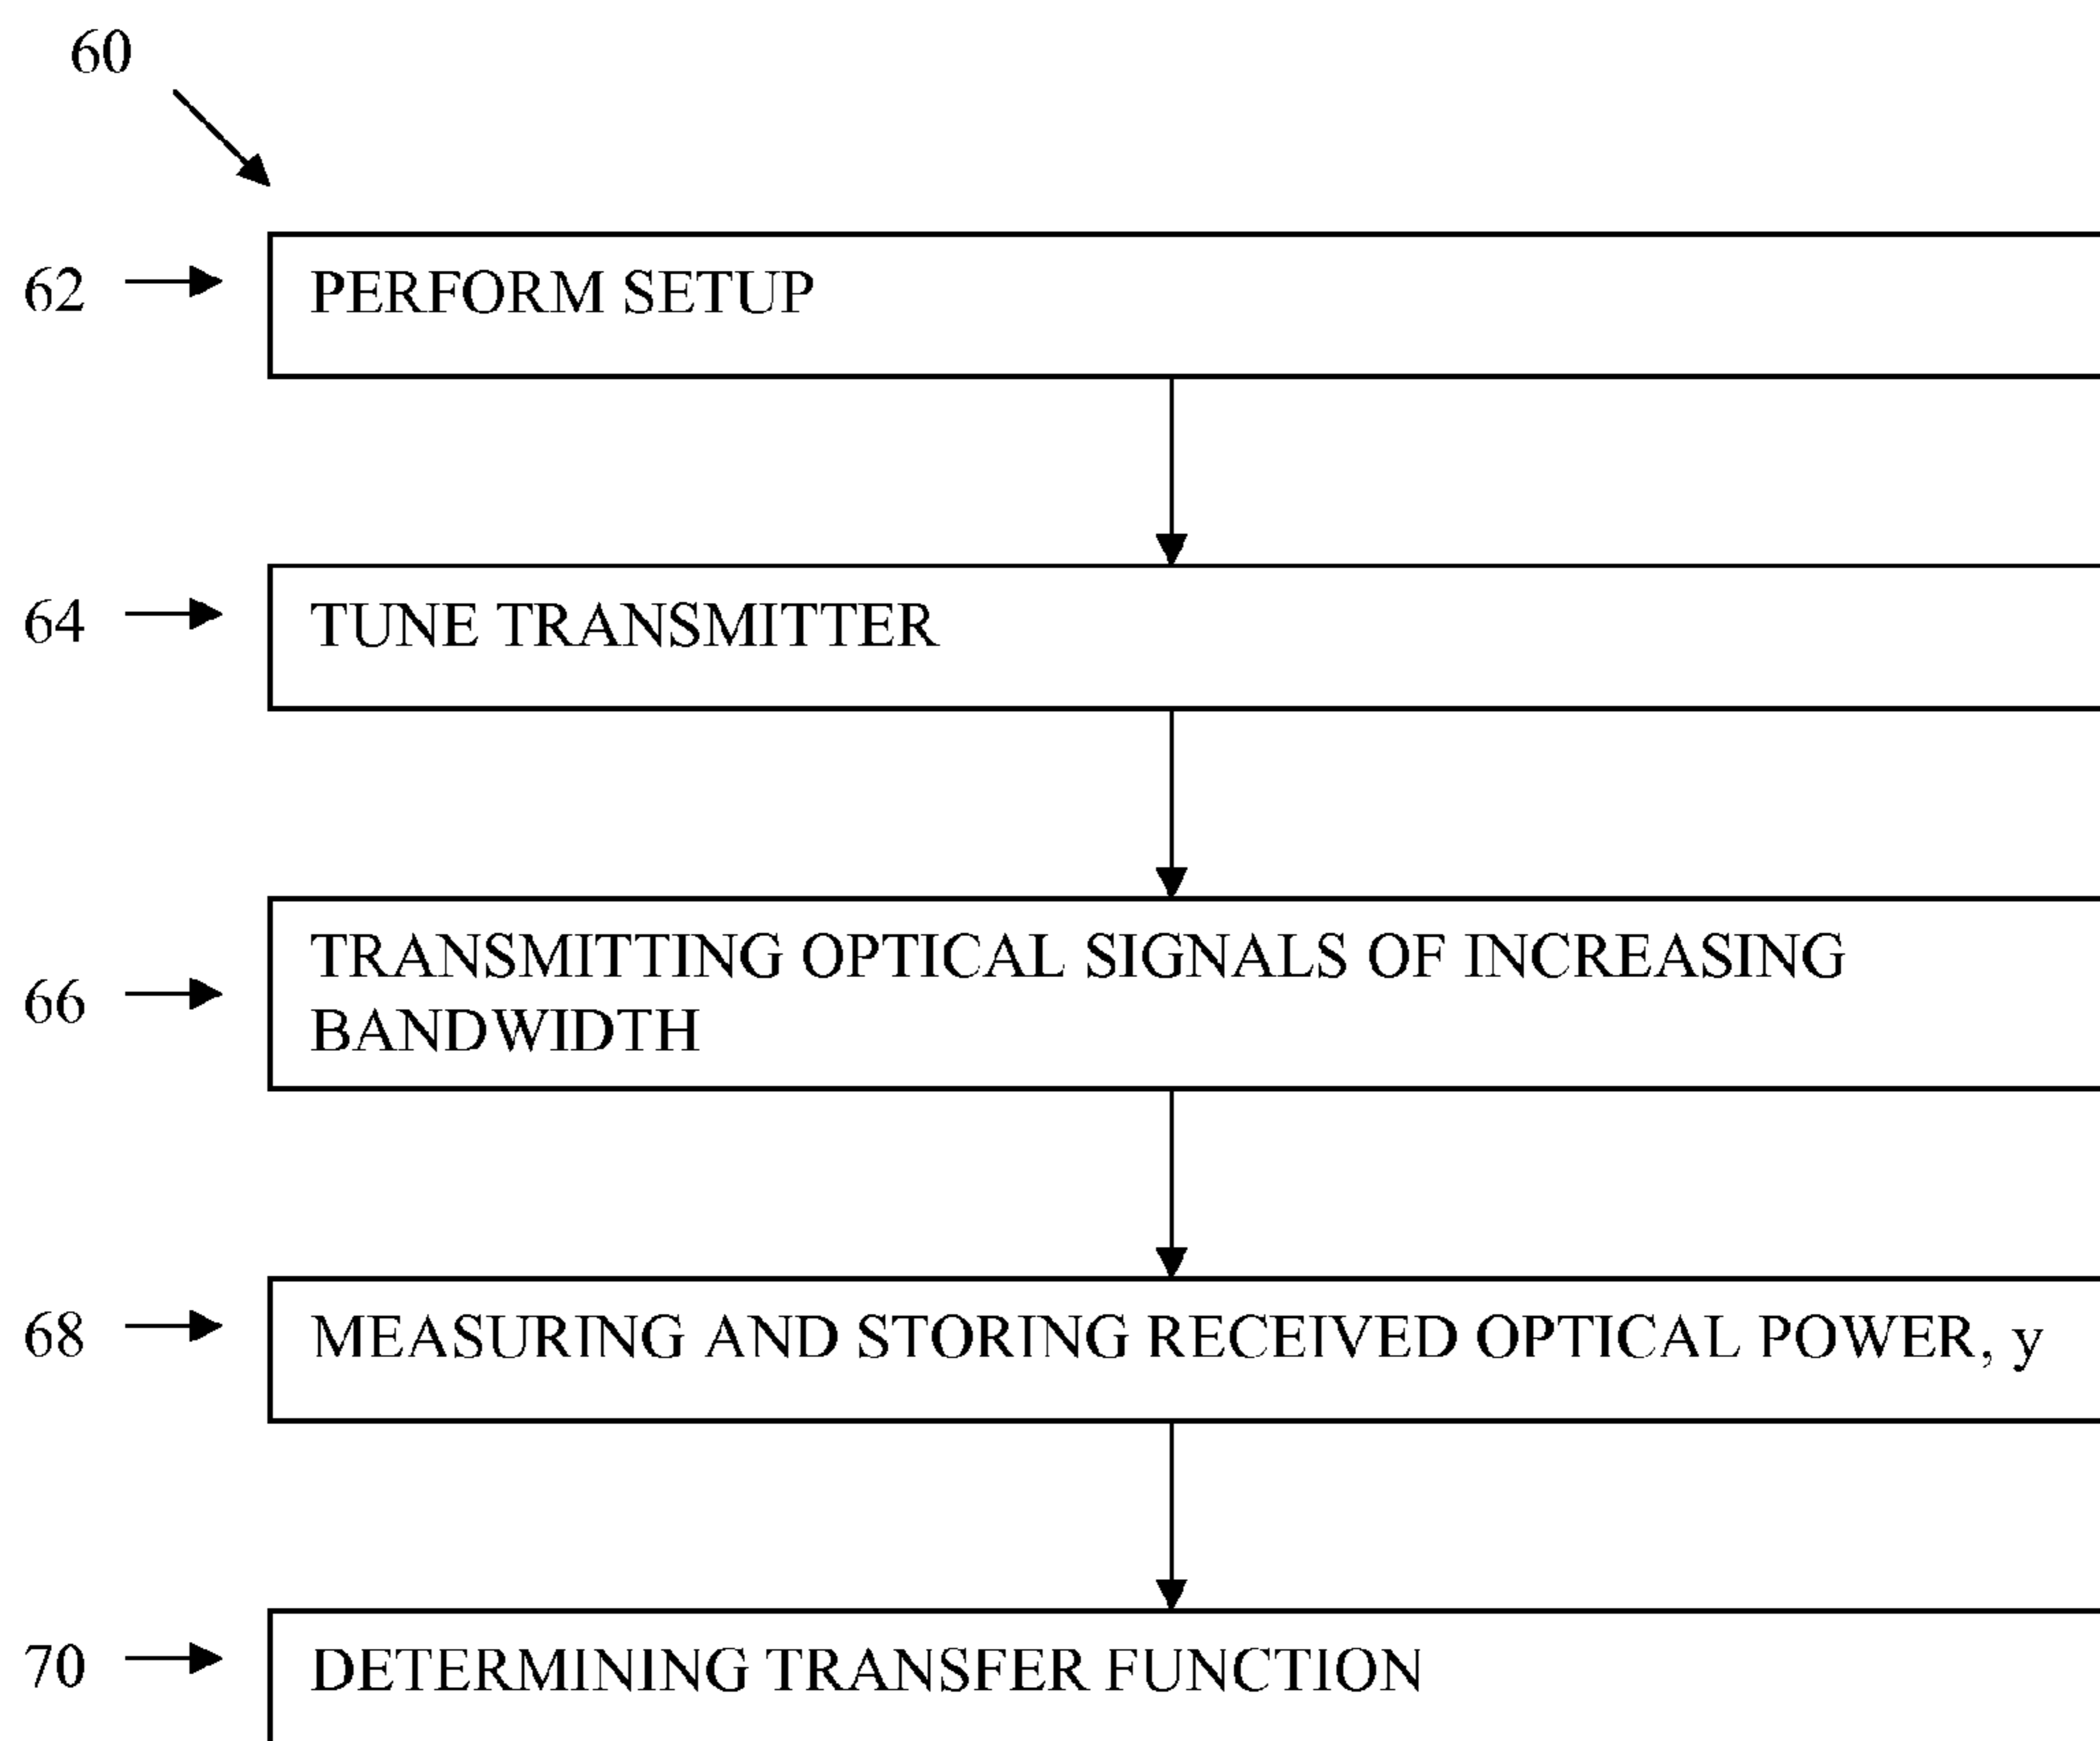 60
62
PERFORM SETUP
64
TUNE TRANSMITTER
66
TRANSMITTING OPTICAL SIGNALS OF INCREASING
BANDWIDTH
68
MEASURING AND STORING RECEIVED OPTICAL POWER, y
70
DETERMINING TRANSFER FUNCTION